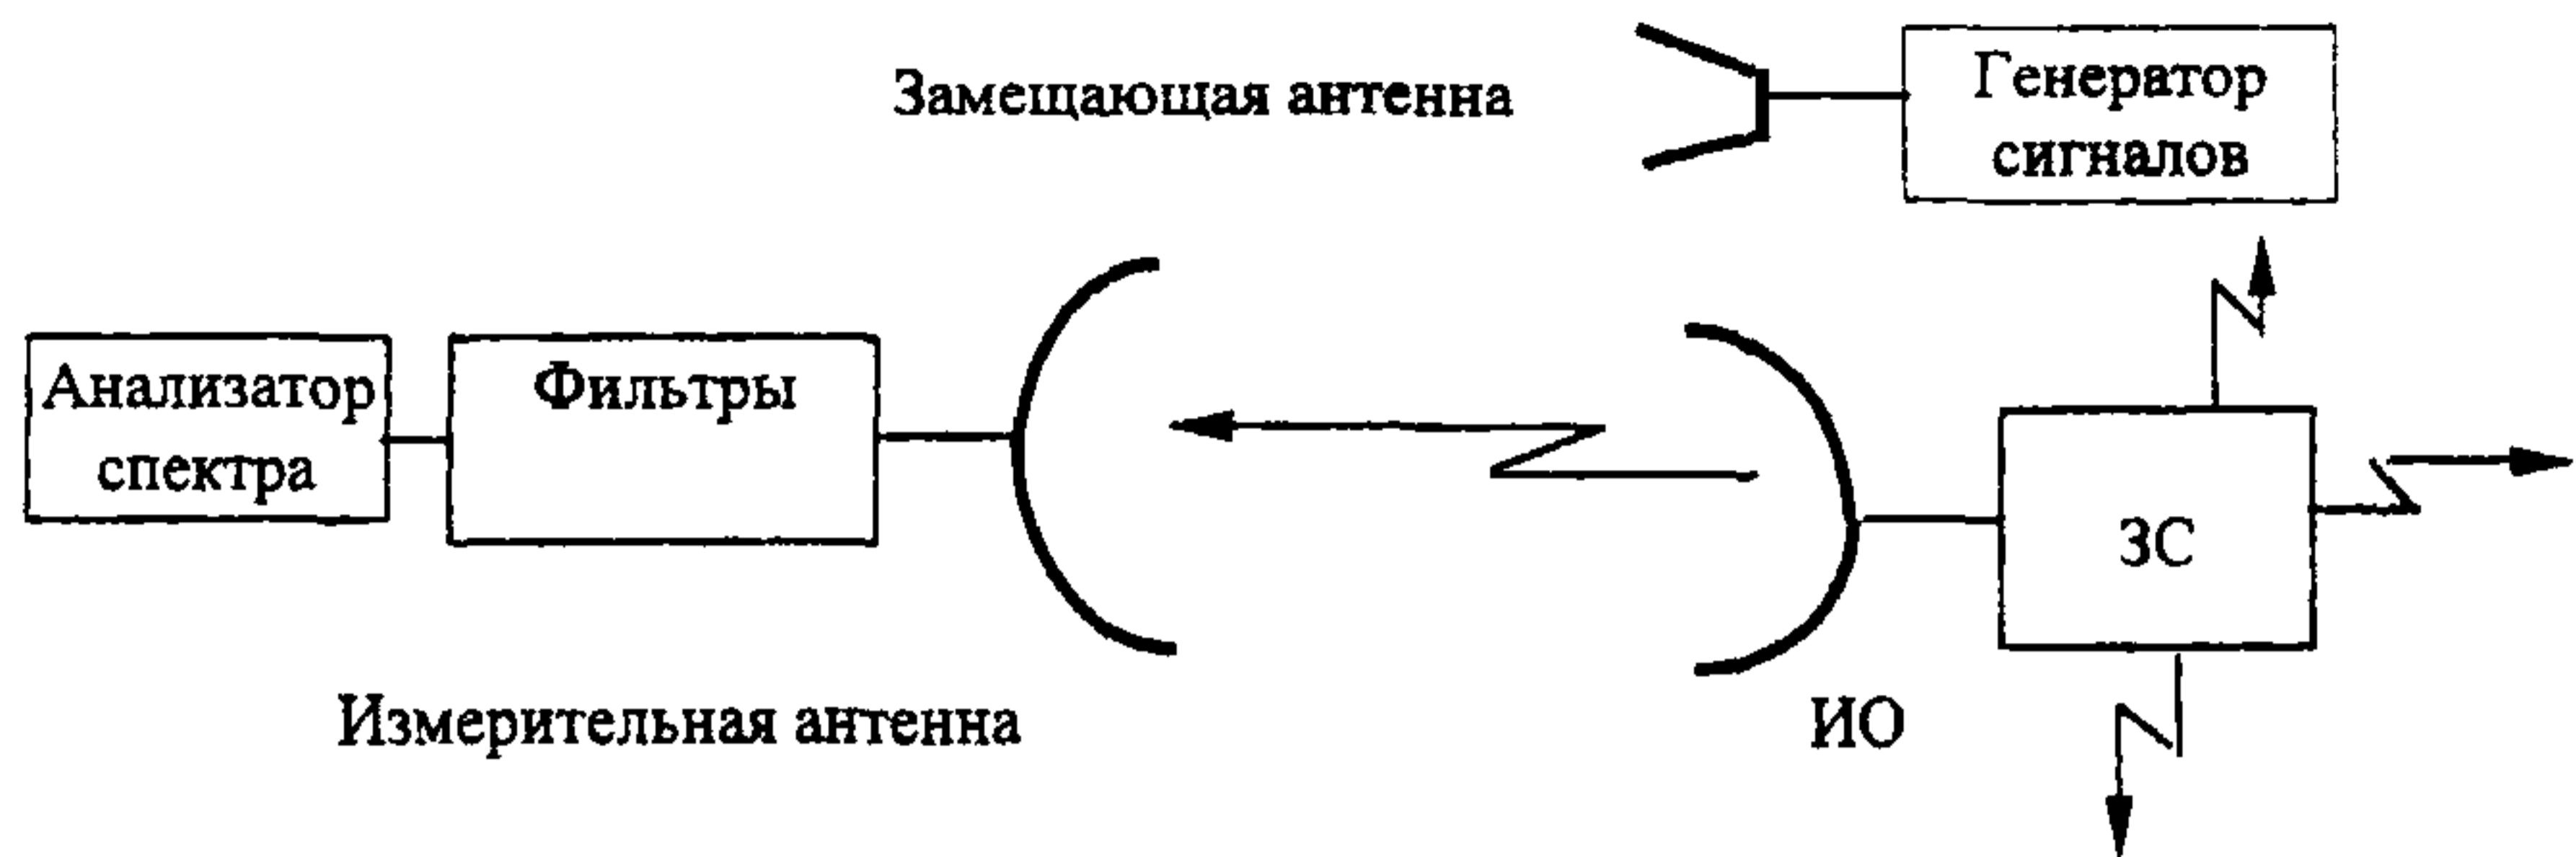 Замещающая антенна
Генератор
сигналов
Анализатор
спектра
Фильтры
ЗС
Измерительная антенна
ИО